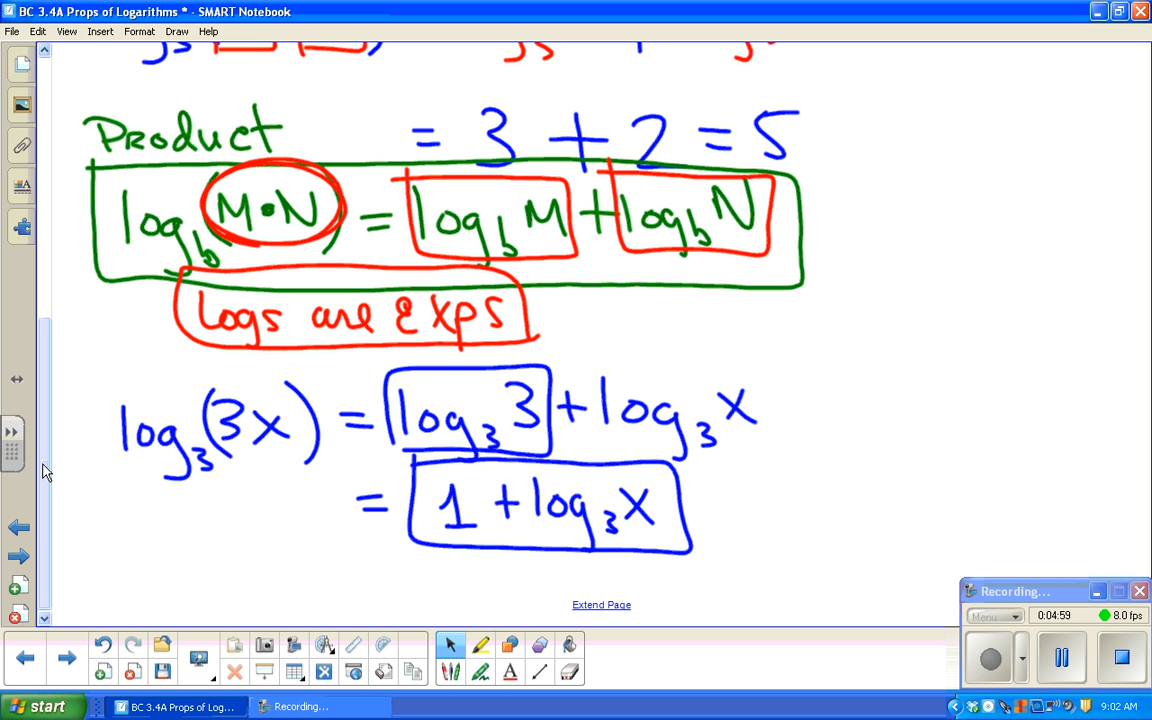 BC 3.4A Props of Logarithms * - SMART Notebook
File Edit View Insert Format Draw Help
Product = 3 + 2 = 5
log_b(M•N) = log_b M + log_b N
Logs are Exps
log_3(3x) = log_3 3 + log_3 x
= 1 + log_3 x
Extend Page
Recording...
Menu
0:04:59 8.0 fps
start
BC 3.4A Props of Log...
Recording...
9:02 AM